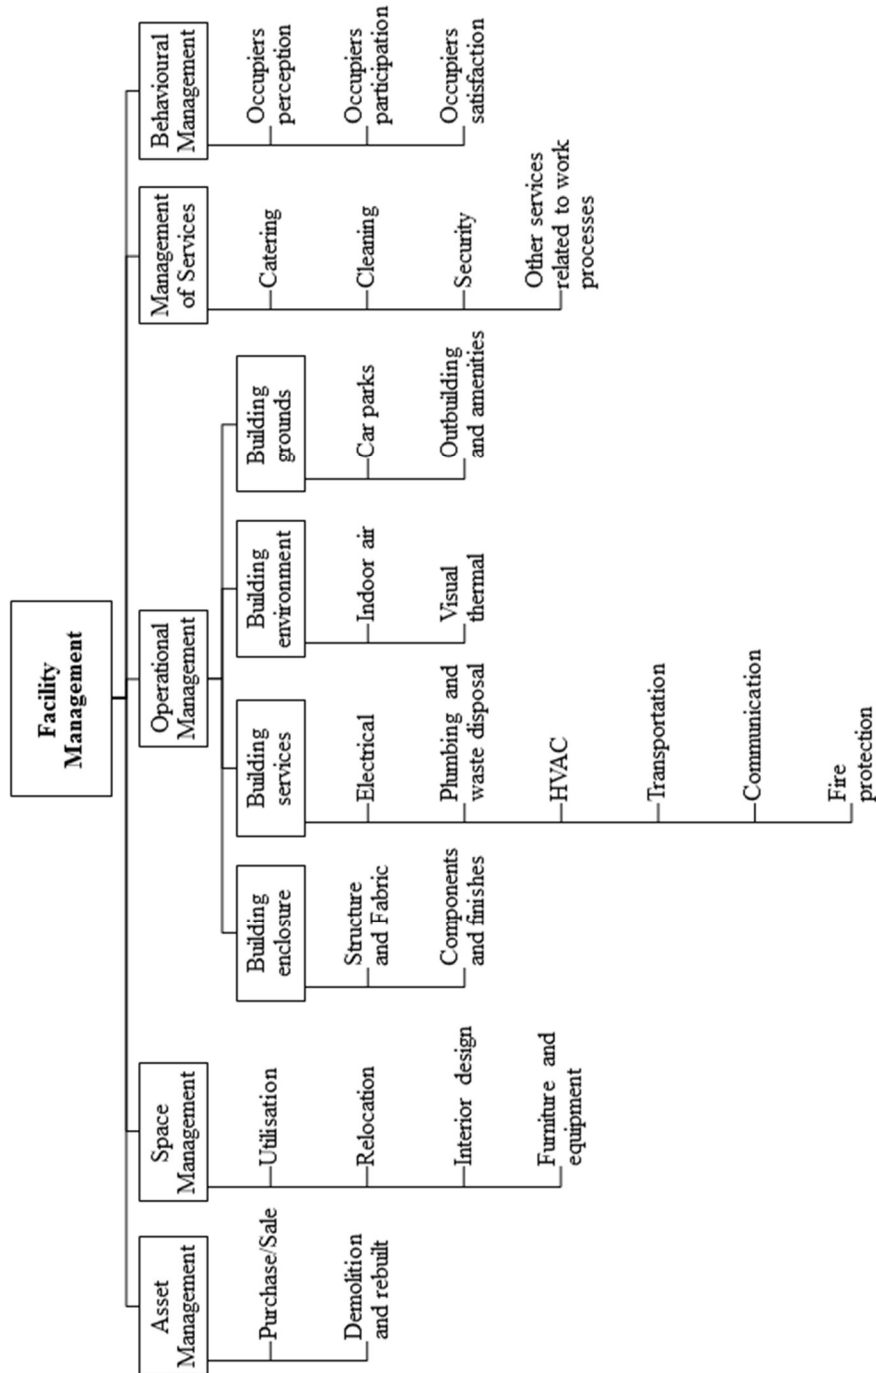 Facility
Management
Asset
Management
Purchase/Sale
Demolition
and rebuilt
Space
Management
Utilisation
Relocation
Interior design
Furniture and
equipment
Operational
Management
Building
enclosure
Structure
and Fabric
Components
and finishes
Building
services
Electrical
Plumbing and
waste disposal
HVAC
Transportation
Communication
Fire
protection
Building
environment
Indoor air
Visual
thermal
Building
grounds
Car parks
Outbuilding
and amenities
Management
of Services
Catering
Cleaning
Security
Other services
related to work
processes
Behavioural
Management
Occupiers
perception
Occupiers
participation
Occupiers
satisfaction